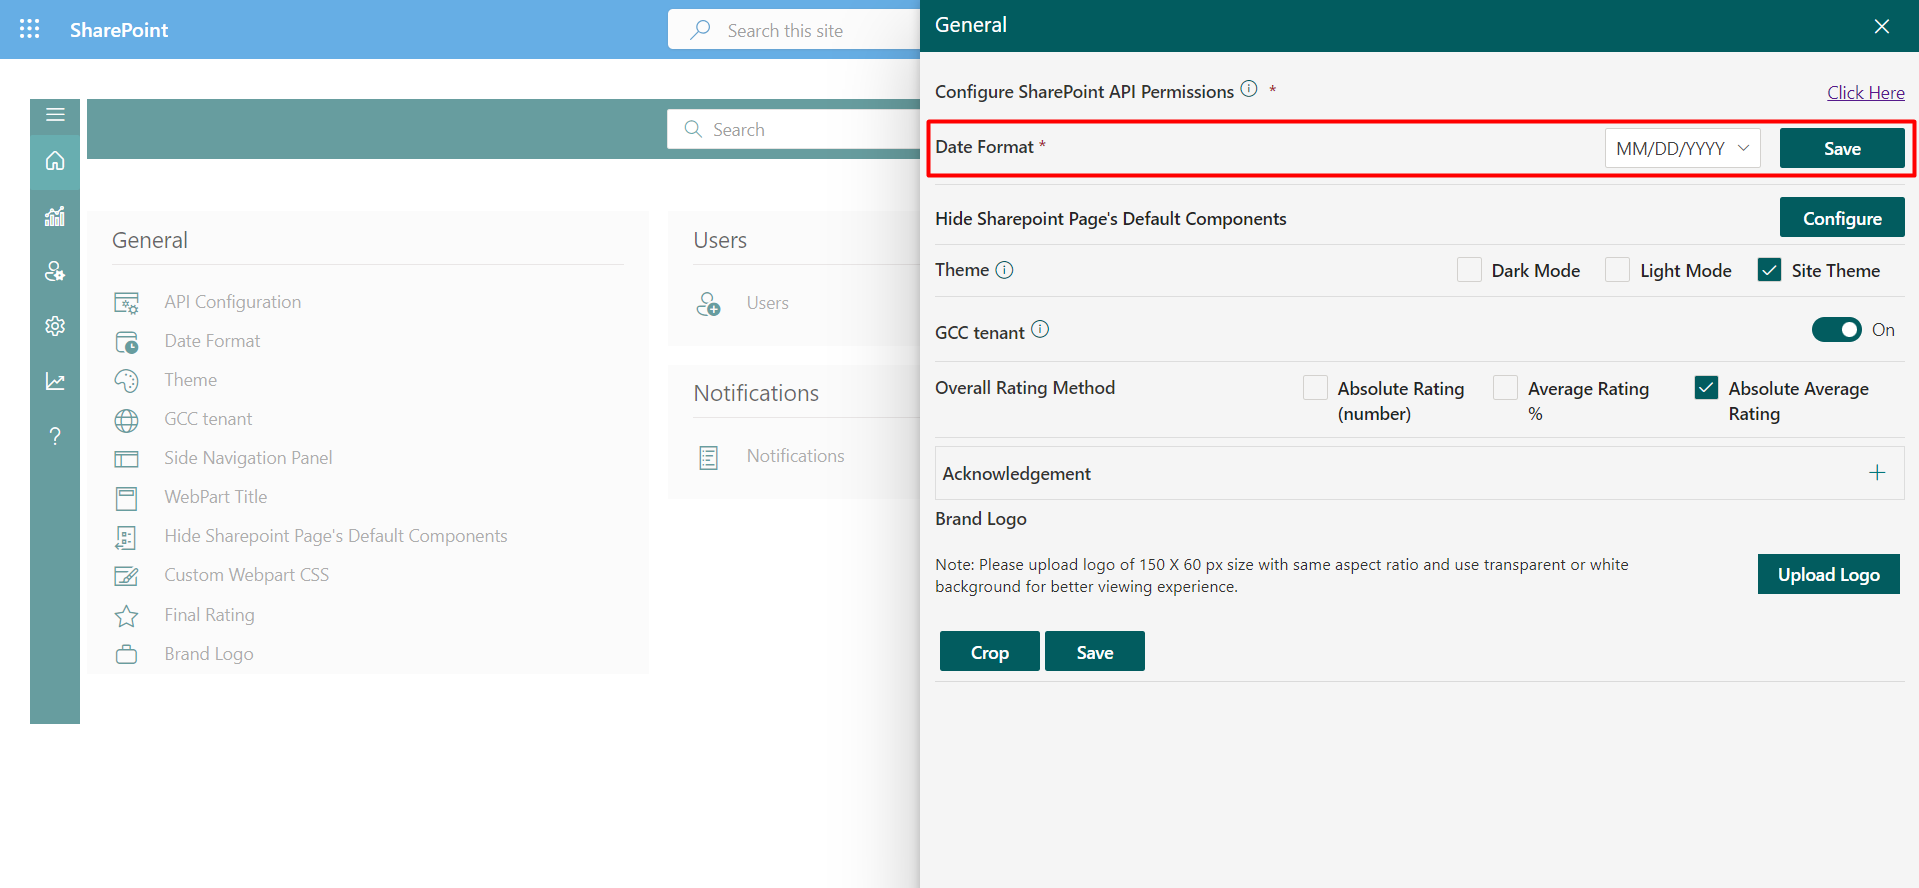 SharePoint
Search this site
Search
General
API Configuration
Date Format
Theme
GCC tenant
Side Navigation Panel
WebPart Title
Hide Sharepoint Page's Default Components
Custom Webpart CSS
Final Rating
Brand Logo
Users
Users
Notifications
Notifications
General
Configure SharePoint API Permissions * Click Here
Date Format * MM/DD/YYYY Save
Hide Sharepoint Page's Default Components Configure
Theme Dark Mode Light Mode Site Theme
GCC tenant On
Overall Rating Method Absolute Rating Average Rating Absolute Average
(number) % Rating
Acknowledgement
Brand Logo
Note: Please upload logo of 150 X 60 px size with same aspect ratio and use transparent or white
background for better viewing experience.
Upload Logo
Crop Save